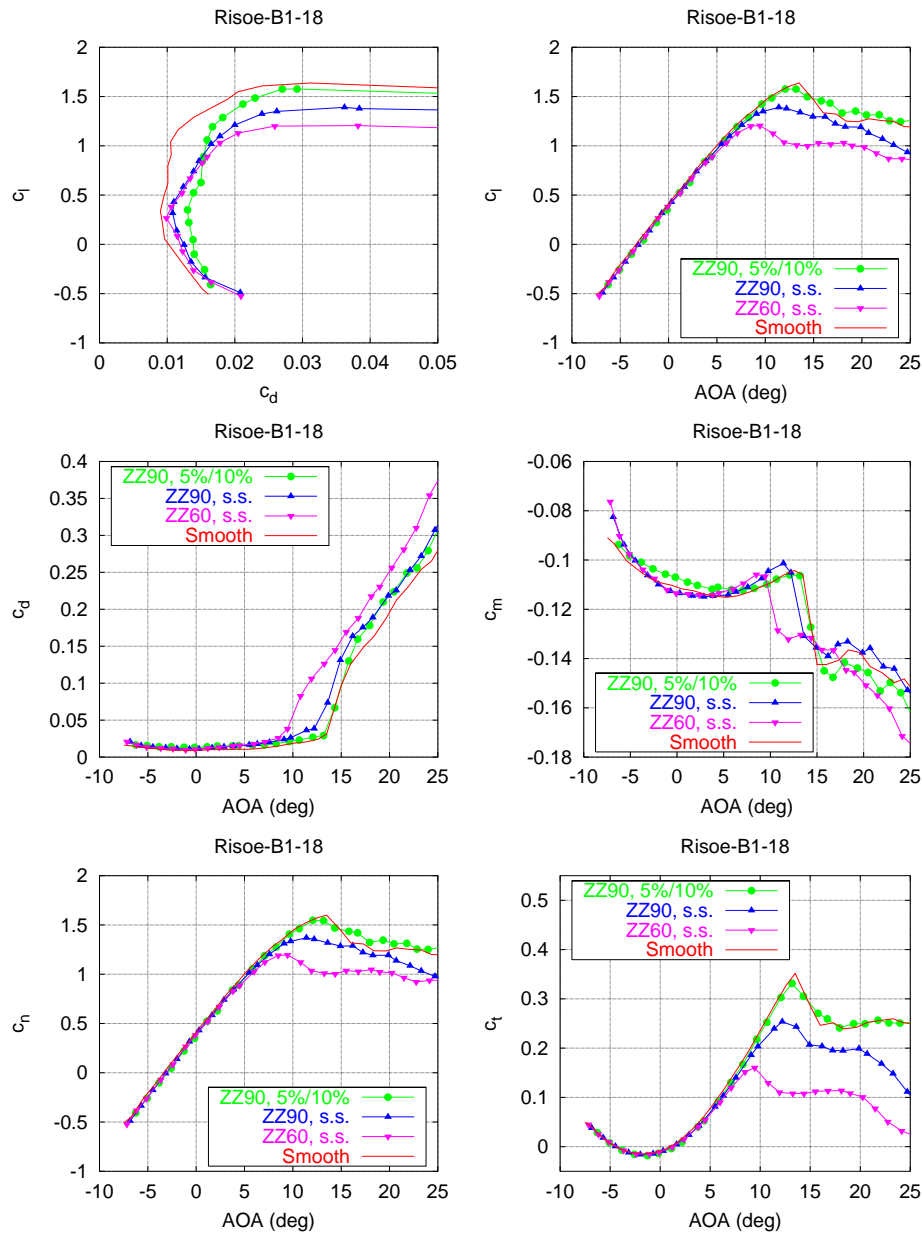 Risoe-B1-18
2
1.5
1
0.5
0
-0.5
-1
0 0.01 0.02 0.03 0.04 0.05
c_l
c_d
Risoe-B1-18
2
1.5
1
0.5
0
-0.5
-1
-10 -5 0 5 10 15 20 25
c_l
AOA (deg)
ZZ90, 5%/10%
ZZ90, s.s.
ZZ60, s.s.
Smooth
Risoe-B1-18
0.4
0.35
0.3
0.25
0.2
0.15
0.1
0.05
0
-10 -5 0 5 10 15 20 25
c_d
AOA (deg)
ZZ90, 5%/10%
ZZ90, s.s.
ZZ60, s.s.
Smooth
Risoe-B1-18
-0.06
-0.08
-0.1
-0.12
-0.14
-0.16
-0.18
-10 -5 0 5 10 15 20 25
c_m
AOA (deg)
ZZ90, 5%/10%
ZZ90, s.s.
ZZ60, s.s.
Smooth
Risoe-B1-18
2
1.5
1
0.5
0
-0.5
-1
-10 -5 0 5 10 15 20 25
c_n
AOA (deg)
ZZ90, 5%/10%
ZZ90, s.s.
ZZ60, s.s.
Smooth
Risoe-B1-18
0.5
0.4
0.3
0.2
0.1
0
-10 -5 0 5 10 15 20 25
c_t
AOA (deg)
ZZ90, 5%/10%
ZZ90, s.s.
ZZ60, s.s.
Smooth